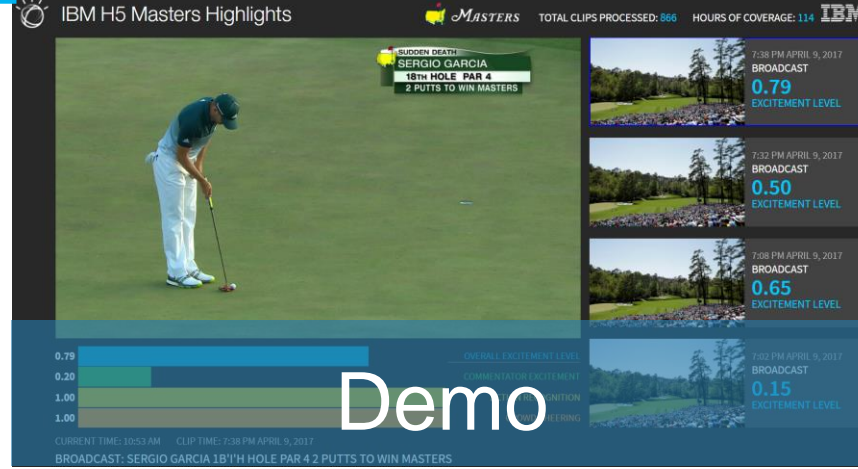 IBM H5 Masters Highlights
MASTERS
TOTAL CLIPS PROCESSED: 866
HOURS OF COVERAGE: 114
IBM
SUDDEN DEATH
SERGIO GARCIA
18TH HOLE PAR 4
2 PUTTS TO WIN MASTERS
7:38 PM APRIL 9, 2017
BROADCAST
0.79
EXCITEMENT LEVEL
7:32 PM APRIL 9, 2017
BROADCAST
0.50
EXCITEMENT LEVEL
7:08 PM APRIL 9, 2017
BROADCAST
0.65
EXCITEMENT LEVEL
7:02 PM APRIL 9, 2017
BROADCAST
0.15
EXCITEMENT LEVEL
0.79 OVERALL EXCITEMENT LEVEL
0.20 COMMENTATOR EXCITEMENT
1.00
1.00
Demo
CURRENT TIME: 10:53 AM CLIP TIME: 7:38 PM APRIL 9, 2017
BROADCAST: SERGIO GARCIA 1B'I'H HOLE PAR 4 2 PUTTS TO WIN MASTERS